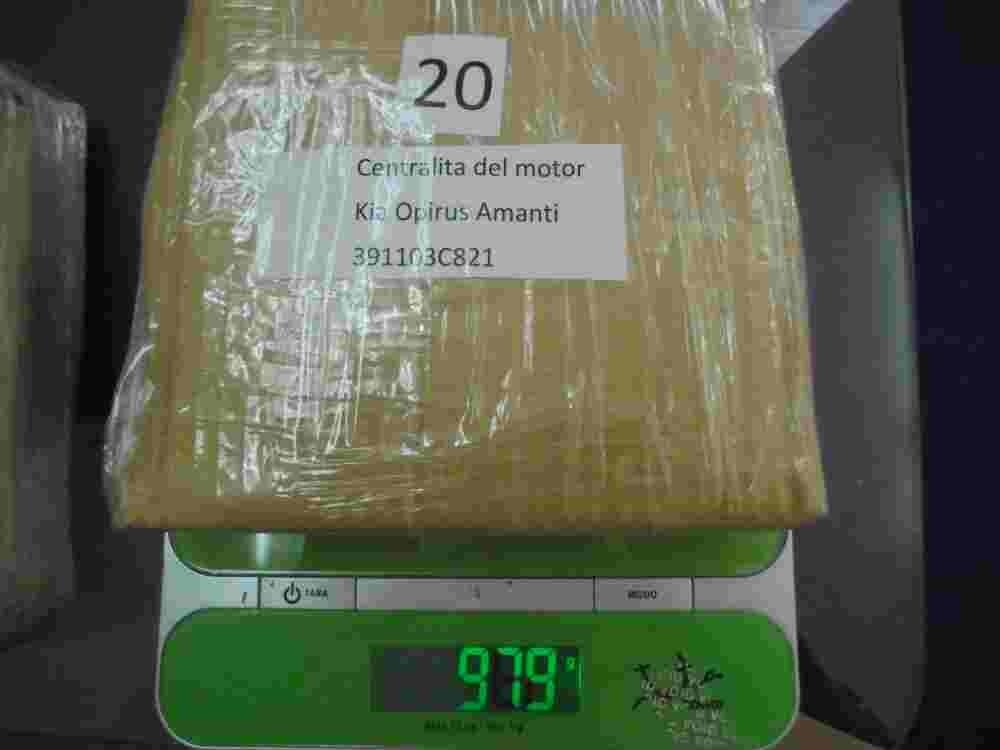 20
Centralita del motor
Kia Opirus Amanti
391103C821
TARA
MODO
979 g